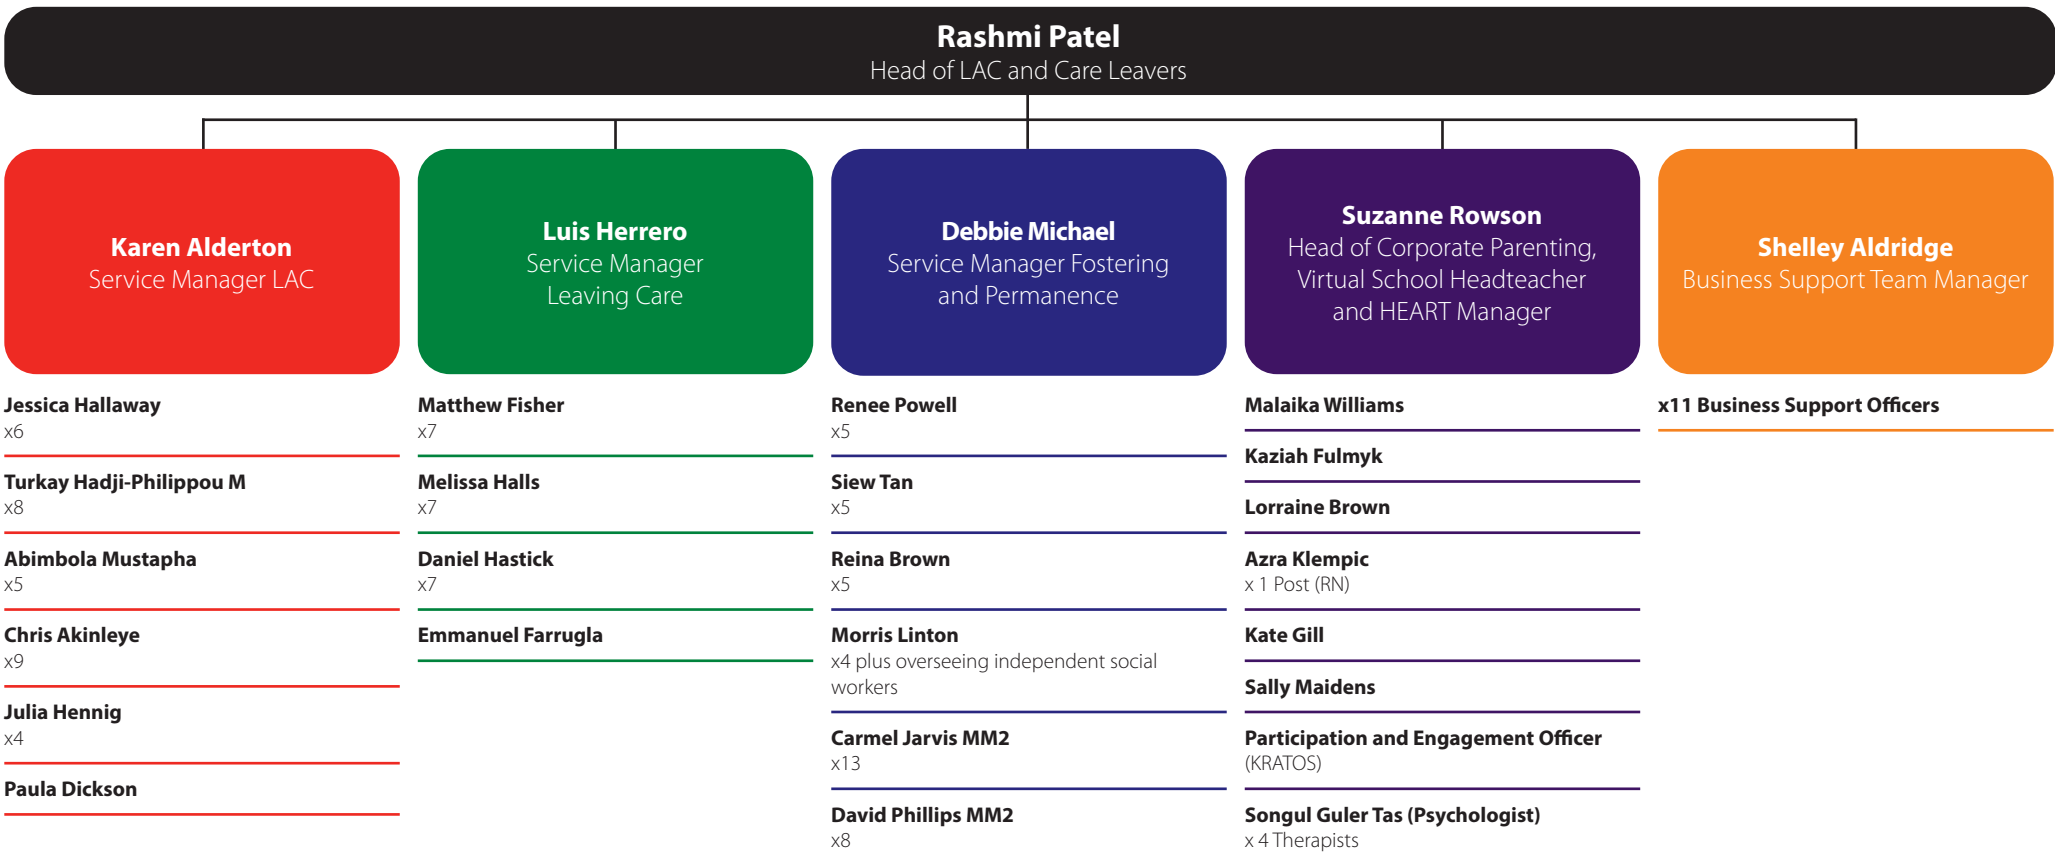 Rashmi Patel
Head of LAC and Care Leavers
Karen Alderton
Service Manager LAC
Jessica Hallaway
x6
Turkay Hadji-Philippou M
x8
Abimbola Mustapha
x5
Chris Akinleye
x9
Julia Hennig
x4
Paula Dickson
Luis Herrero
Service Manager
Leaving Care
Matthew Fisher
x7
Melissa Halls
x7
Daniel Hastick
x7
Emmanuel Farrugla
Debbie Michael
Service Manager Fostering
and Permanence
Renee Powell
x5
Siew Tan
x5
Reina Brown
x5
Morris Linton
x4 plus overseeing independent social
workers
Carmel Jarvis MM2
x13
David Phillips MM2
x8
Suzanne Rowson
Head of Corporate Parenting,
Virtual School Headteacher
and HEART Manager
Malaika Williams
Kaziah Fulmyk
Lorraine Brown
Azra Klempic
x 1 Post (RN)
Kate Gill
Sally Maidens
Participation and Engagement Officer
(KRATOS)
Songul Guler Tas (Psychologist)
x 4 Therapists
Shelley Aldridge
Business Support Team Manager
x11 Business Support Officers